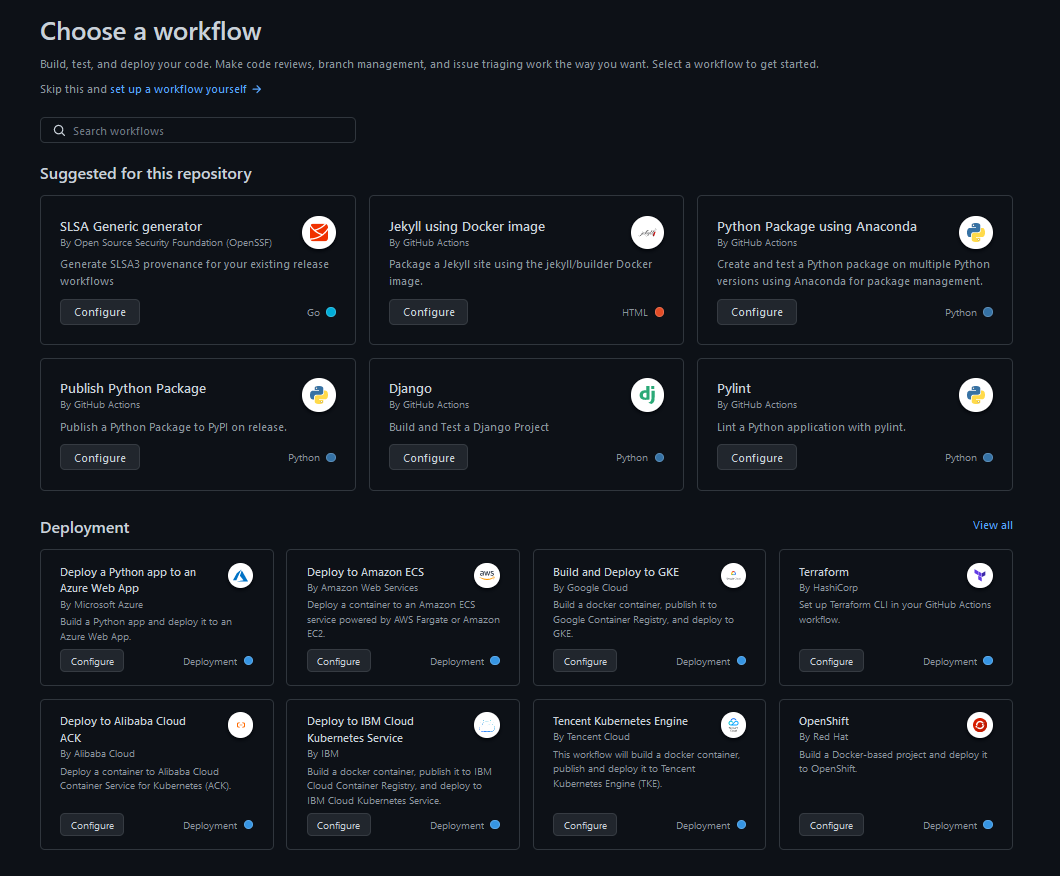 Choose a workflow
Build, test, and deploy your code. Make code reviews, branch management, and issue triaging work the way you want. Select a workflow to get started.
Skip this and set up a workflow yourself →
Search workflows
Suggested for this repository
SLSA Generic generator
By Open Source Security Foundation (OpenSSF)
Generate SLSA3 provenance for your existing release
workflows
Configure
Go
Jekyll using Docker image
By GitHub Actions
Package a Jekyll site using the jekyll/builder Docker
image.
Configure
HTML
Python Package using Anaconda
By GitHub Actions
Create and test a Python package on multiple Python
versions using Anaconda for package management.
Configure
Python
Publish Python Package
By GitHub Actions
Publish a Python Package to PyPI on release.
Configure
Python
Django
By GitHub Actions
dj
Build and Test a Django Project
Configure
Python
Pylint
By GitHub Actions
Lint a Python application with pylint.
Configure
Python
Deployment
View all
Deploy a Python app to an
Azure Web App
By Microsoft Azure
Build a Python app and deploy it to an
Azure Web App.
Configure
Deployment
Deploy to Amazon ECS
aws
By Amazon Web Services
Deploy a container to an Amazon ECS
service powered by AWS Fargate or Amazon
EC2.
Configure
Deployment
Build and Deploy to GKE
By Google Cloud
Build a docker container, publish it to
Google Container Registry, and deploy to
GKE.
Configure
Deployment
Terraform
By HashiCorp
Set up Terraform CLI in your GitHub Actions
workflow.
Configure
Deployment
Deploy to Alibaba Cloud
ACK
By Alibaba Cloud
Deploy a container to Alibaba Cloud
Container Service for Kubernetes (ACK).
Configure
Deployment
Deploy to IBM Cloud
Kubernetes Service
By IBM
Build a docker container, publish it to IBM
Cloud Container Registry, and deploy to
IBM Cloud Kubernetes Service.
Configure
Deployment
Tencent Kubernetes Engine
By Tencent Cloud
This workflow will build a docker container,
publish and deploy it to Tencent
Kubernetes Engine (TKE).
Configure
Deployment
OpenShift
By Red Hat
Build a Docker-based project and deploy it
to OpenShift.
Configure
Deployment